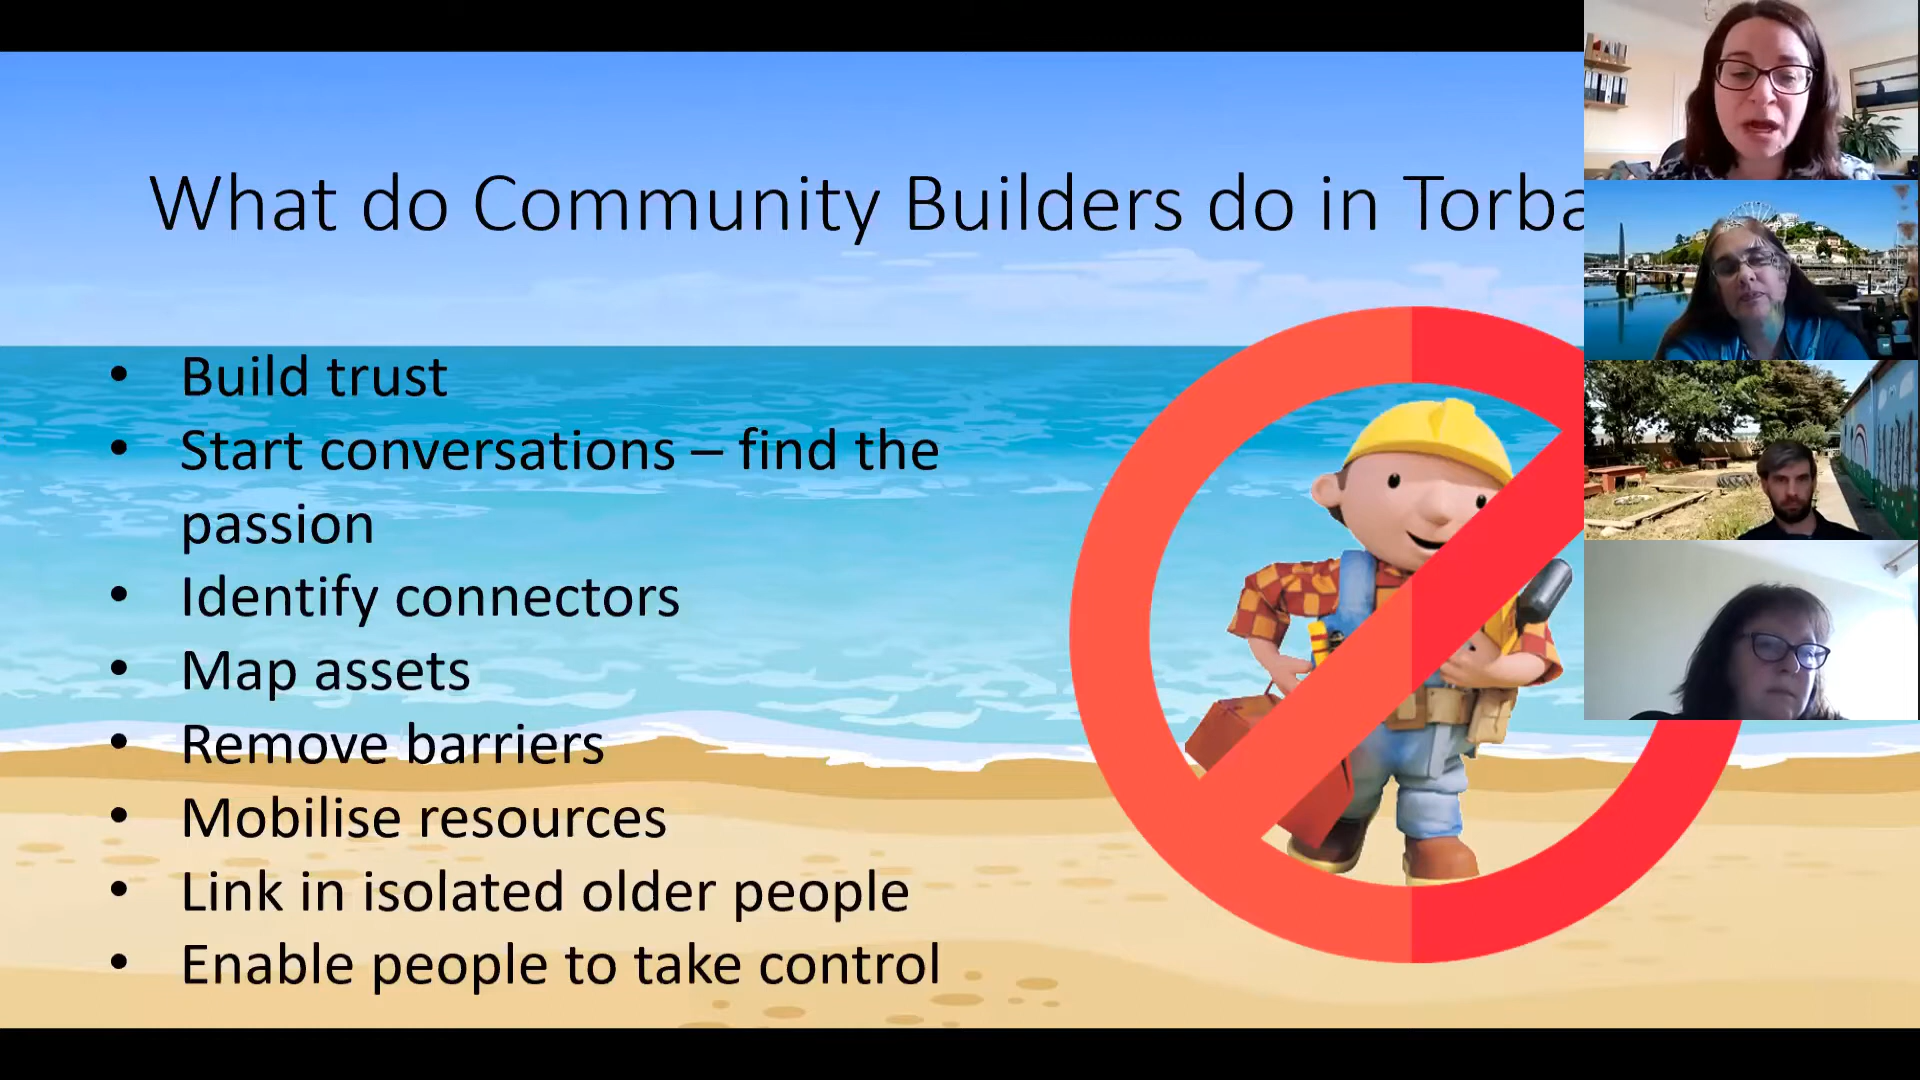 What do Community Builders do in Torba
• Build trust
• Start conversations – find the
passion
• Identify connectors
• Map assets
• Remove barriers
• Mobilise resources
• Link in isolated older people
• Enable people to take control